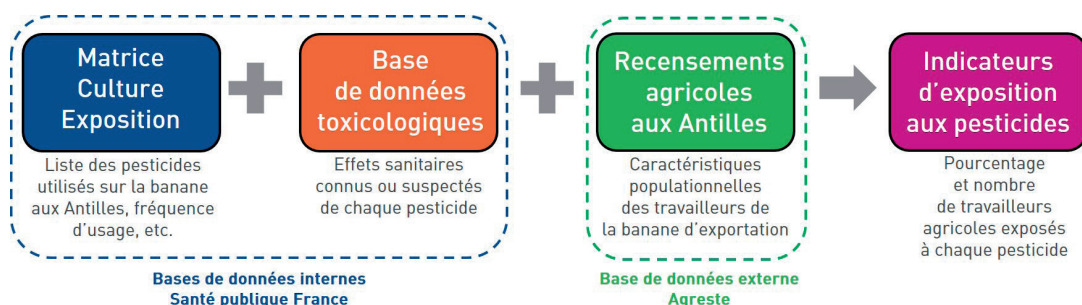 Matrice
Culture
Exposition
Liste des pesticides
utilisés sur la banane
aux Antilles, fréquence
d'usage, etc.
Base
de données
toxicologiques
Effets sanitaires
connus ou suspectés
de chaque pesticide
Bases de données internes
Santé publique France
Recensements
agricoles
aux Antilles
Caractéristiques
populationnelles
des travailleurs de
la banane d'exportation
Base de données externe
Agreste
Indicateurs
d'exposition
aux pesticides
Pourcentage
et nombre
de travailleurs
agricoles exposés
à chaque pesticide